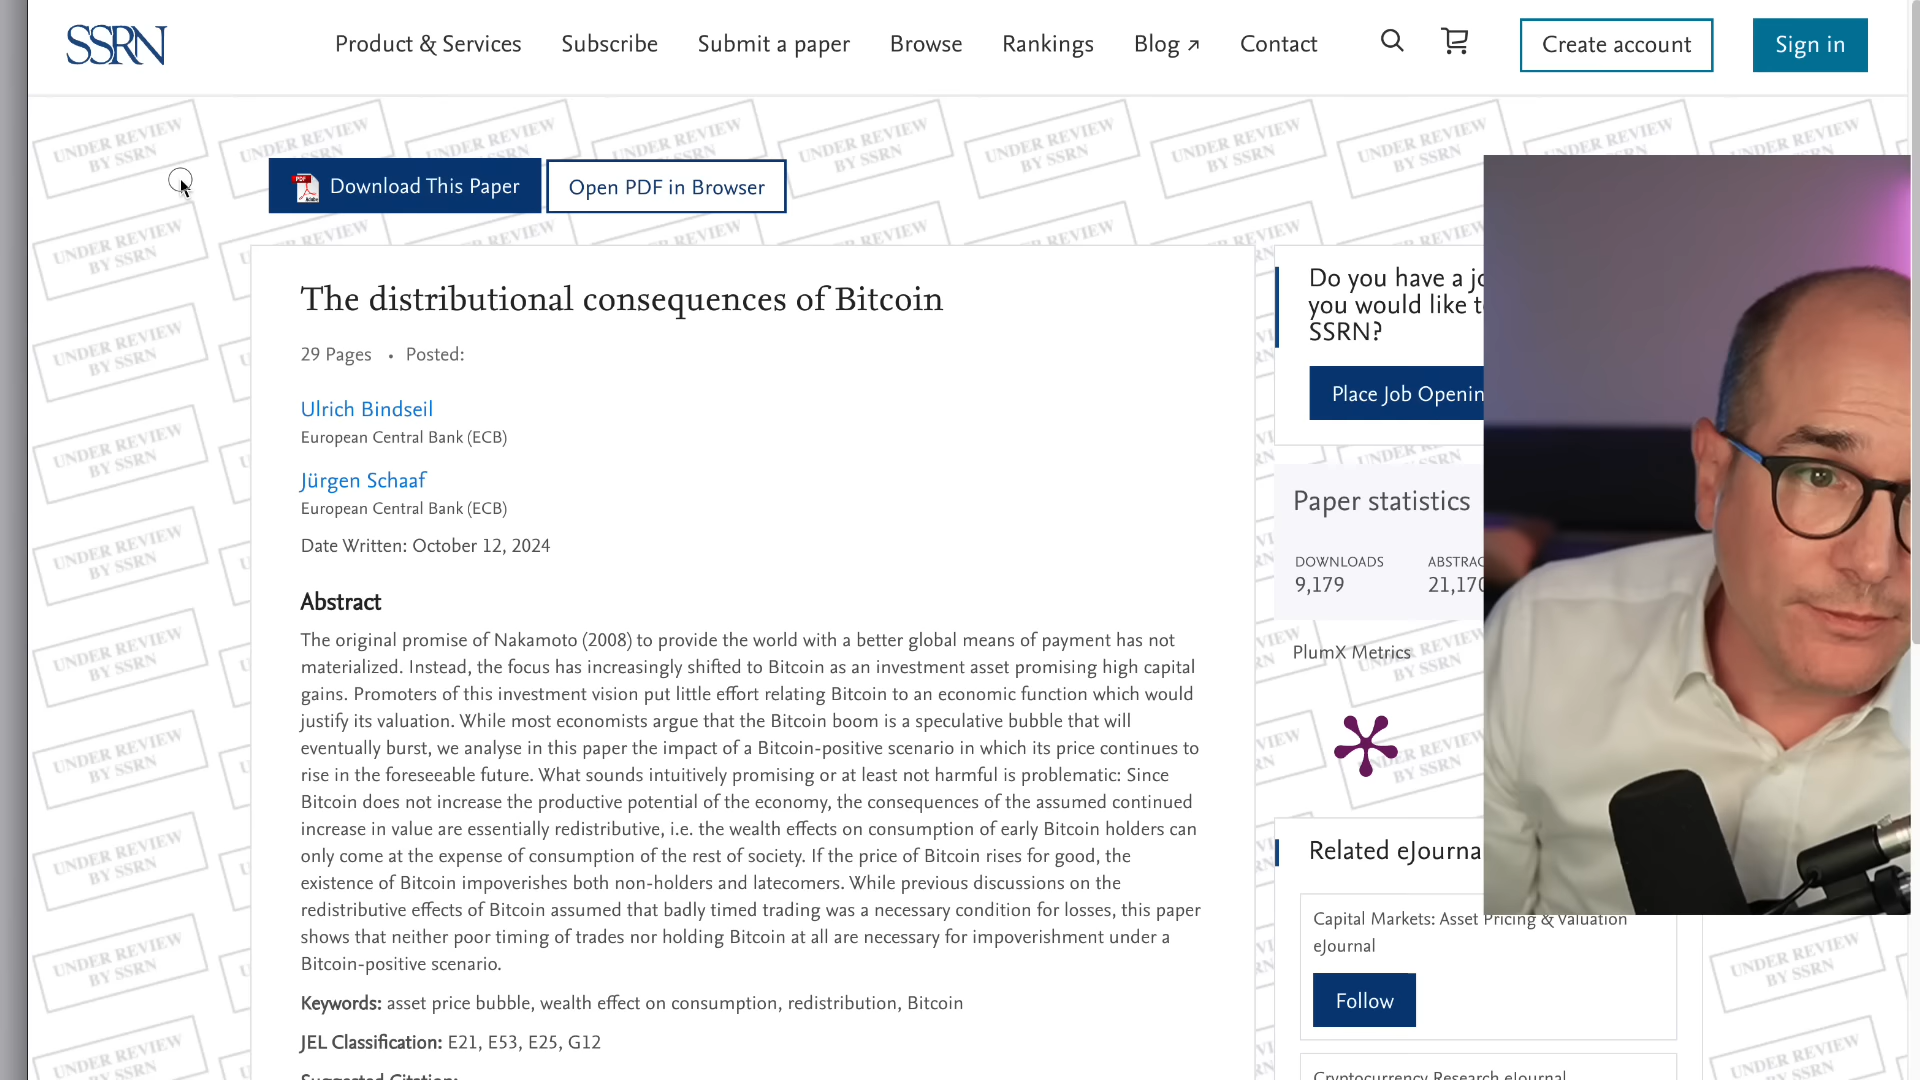 SSRN
Product & Services
Subscribe
Submit a paper
Browse
Rankings
Blog ↗
Contact
Create account
Sign in
UNDER REVIEW
BY SSRN
Download This Paper
Open PDF in Browser
The distributional consequences of Bitcoin
29 Pages • Posted:
Ulrich Bindseil
European Central Bank (ECB)
Jürgen Schaaf
European Central Bank (ECB)
Date Written: October 12, 2024
Abstract
The original promise of Nakamoto (2008) to provide the world with a better global means of payment has not
materialized. Instead, the focus has increasingly shifted to Bitcoin as an investment asset promising high capital
gains. Promoters of this investment vision put little effort relating Bitcoin to an economic function which would
justify its valuation. While most economists argue that the Bitcoin boom is a speculative bubble that will
eventually burst, we analyse in this paper the impact of a Bitcoin-positive scenario in which its price continues to
rise in the foreseeable future. What sounds intuitively promising or at least not harmful is problematic: Since
Bitcoin does not increase the productive potential of the economy, the consequences of the assumed continued
increase in value are essentially redistributive, i.e. the wealth effects on consumption of early Bitcoin holders can
only come at the expense of consumption of the rest of society. If the price of Bitcoin rises for good, the
existence of Bitcoin impoverishes both non-holders and latecomers. While previous discussions on the
redistributive effects of Bitcoin assumed that badly timed trading was a necessary condition for losses, this paper
shows that neither poor timing of trades nor holding Bitcoin at all are necessary for impoverishment under a
Bitcoin-positive scenario.
Keywords: asset price bubble, wealth effect on consumption, redistribution, Bitcoin
JEL Classification: E21, E53, E25, G12
Suggested Citation:
Do you have a jo
you would like t
SSRN?
Place Job Openin
Paper statistics
DOWNLOADS
9,179
ABSTRAC
21,170
PlumX Metrics
Related eJourna
Capital Markets: Asset Pricing & Valuation
eJournal
Follow
Cryptocurrency Research eJournal